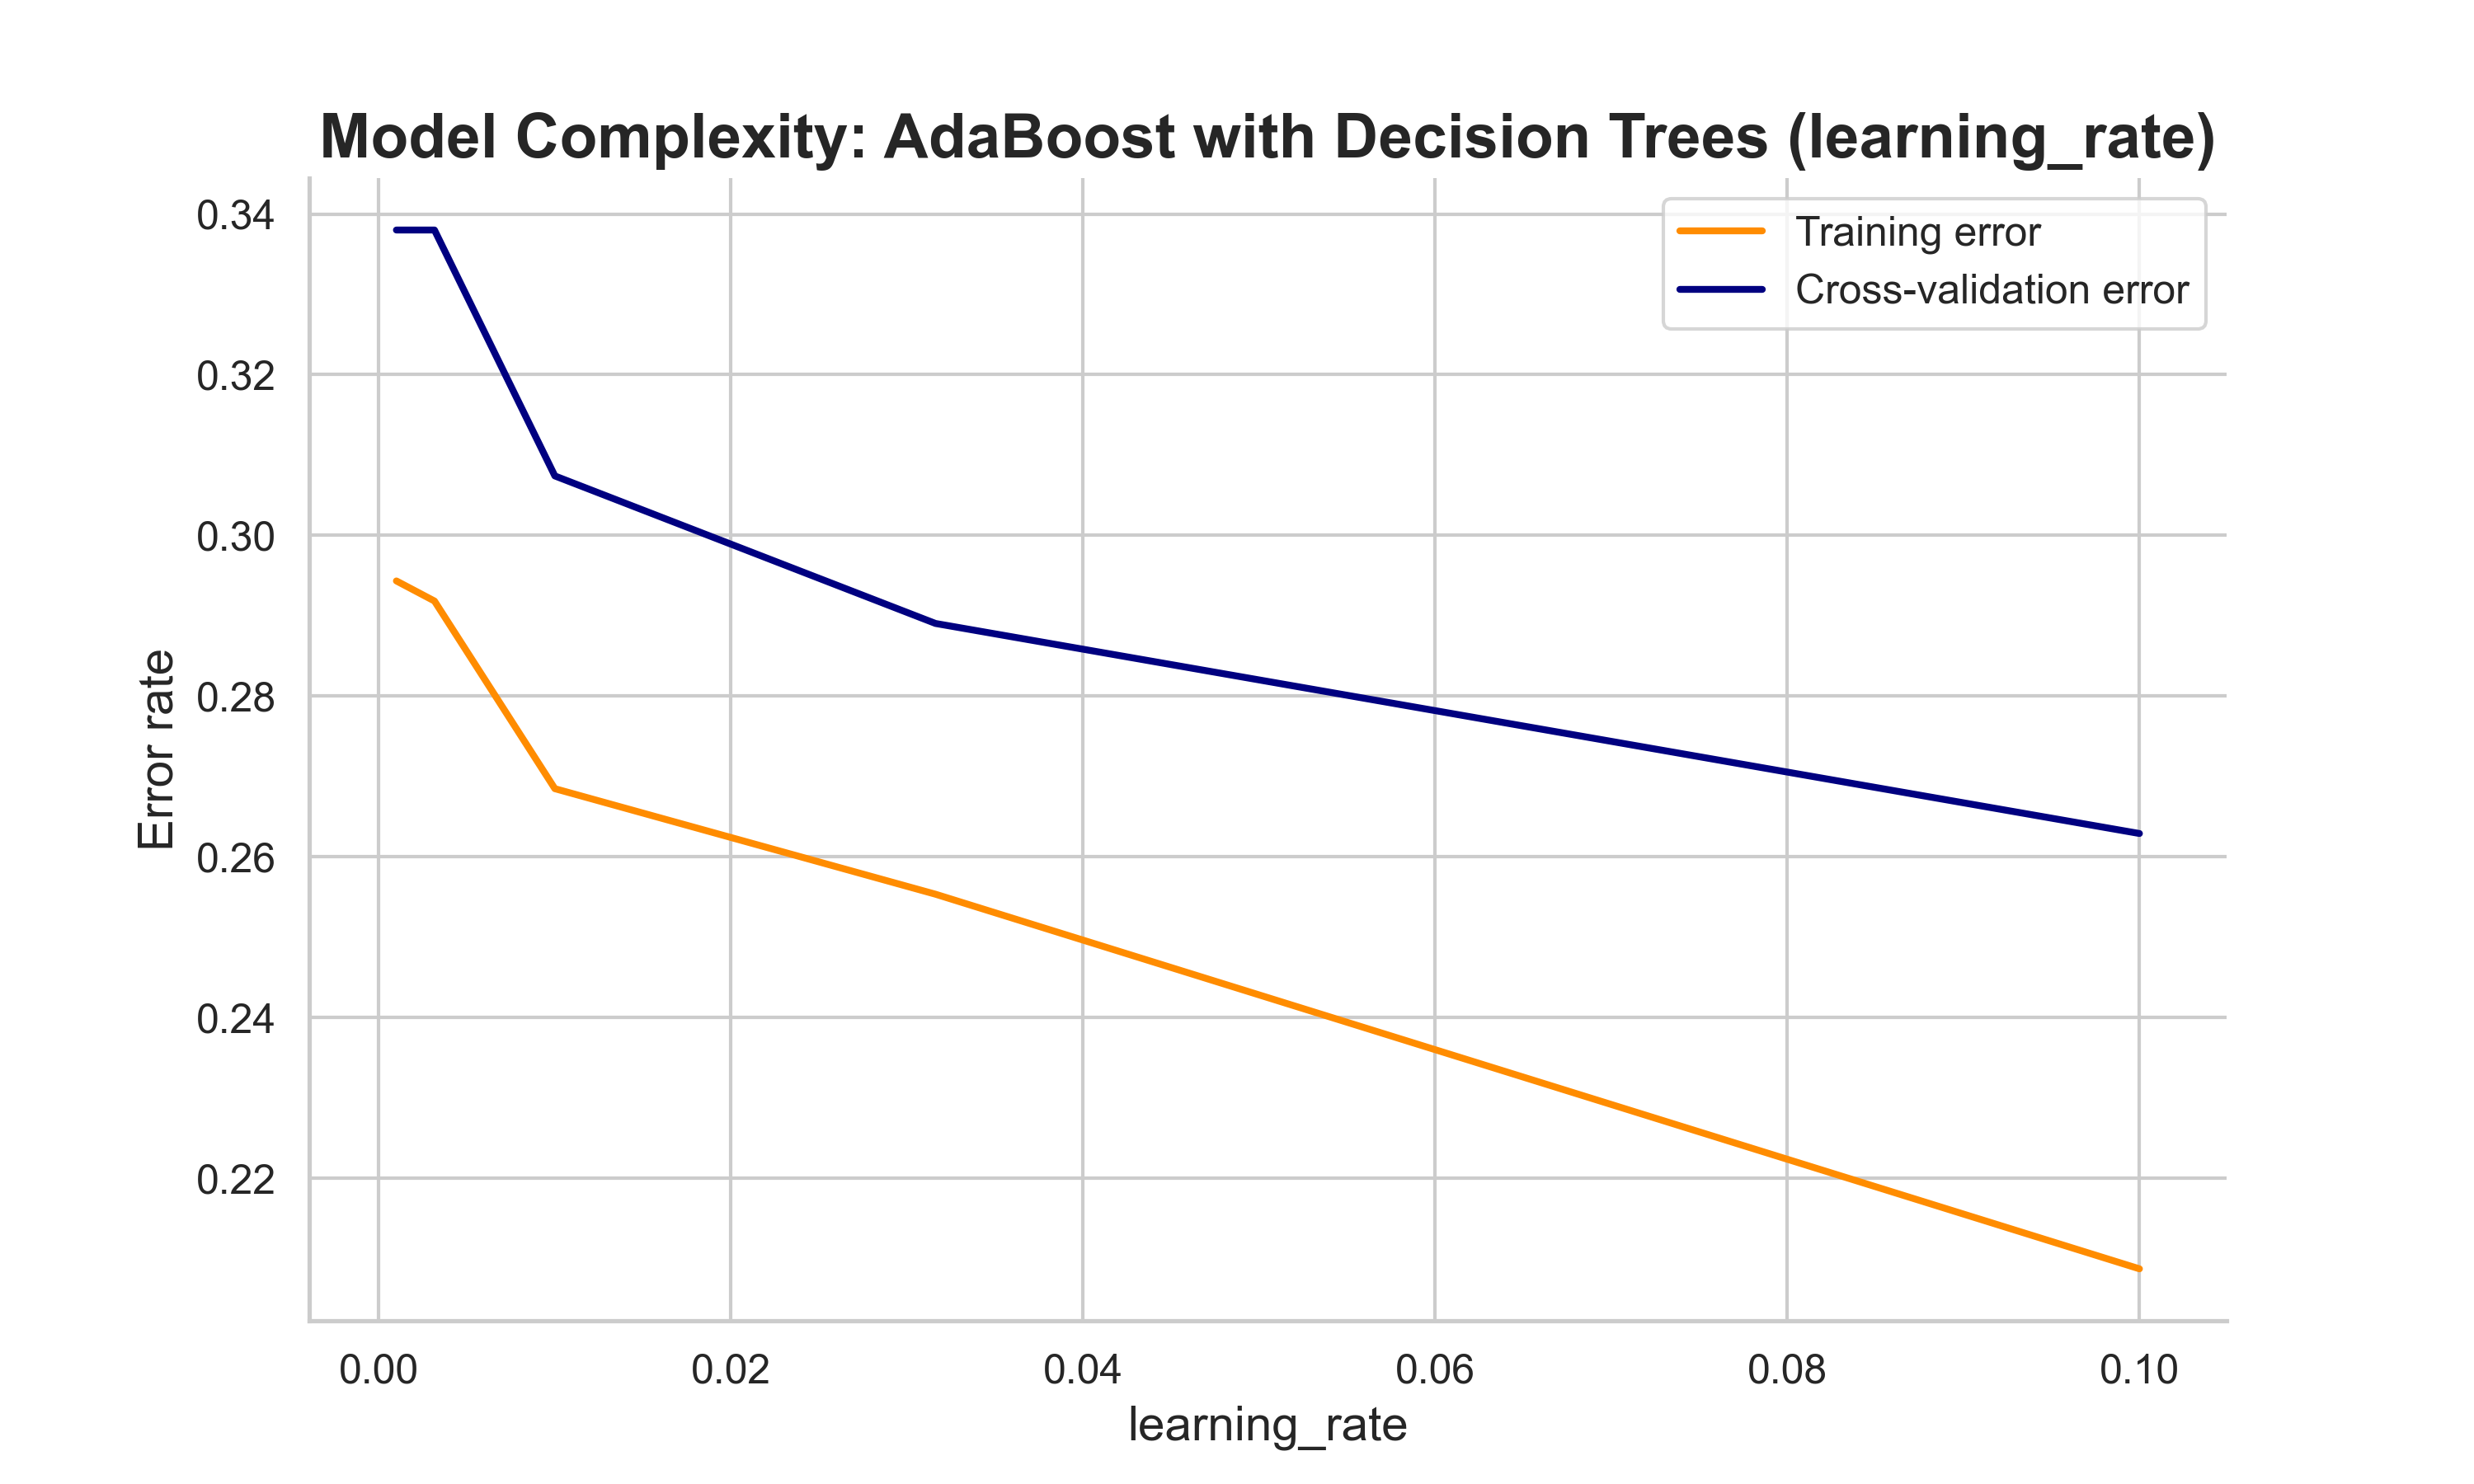 Model Complexity: AdaBoost with Decision Trees (learning_rate)
Training error
Cross-validation error
Error rate
0.34
0.32
0.30
0.28
0.26
0.24
0.22
0.00 0.02 0.04 0.06 0.08 0.10
learning_rate